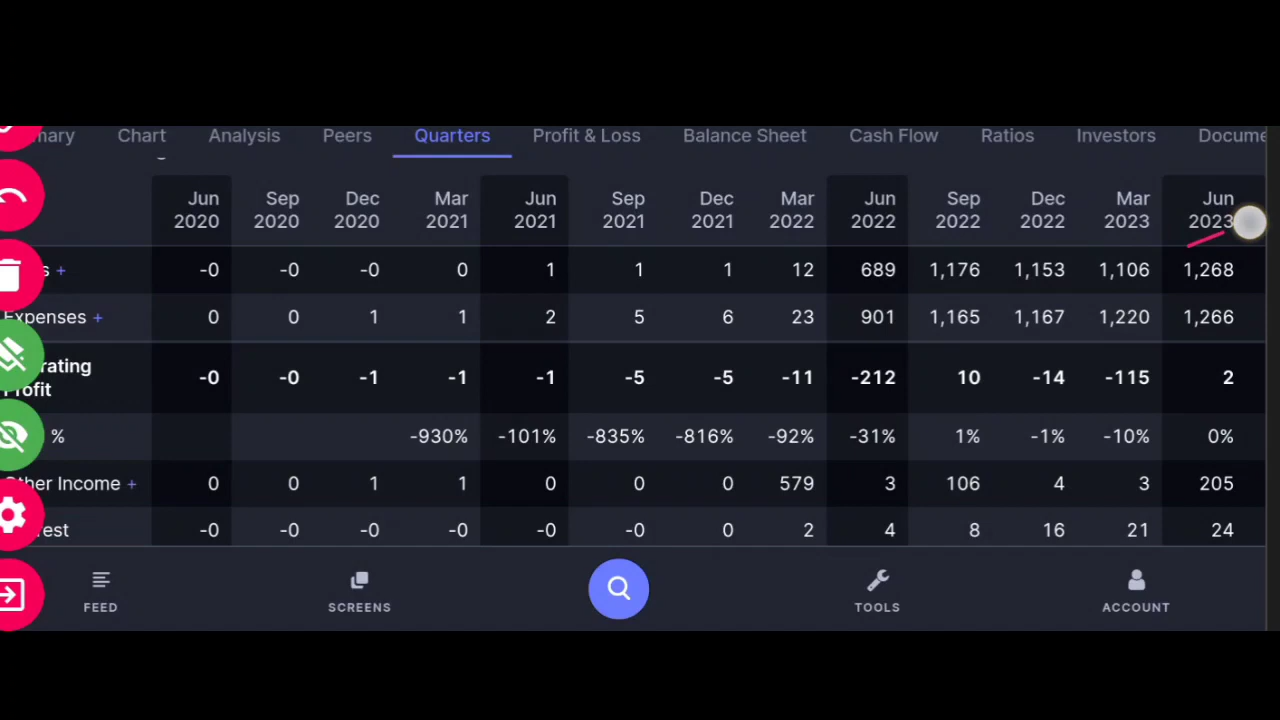 mary Chart Analysis Peers Quarters Profit & Loss Balance Sheet Cash Flow Ratios Investors Docume
Jun 2020 Sep 2020 Dec 2020 Mar 2021 Jun 2021 Sep 2021 Dec 2021 Mar 2022 Jun 2022 Sep 2022 Dec 2022 Mar 2023 Jun 2023
s + -0 -0 -0 0 1 1 1 12 689 1,176 1,153 1,106 1,268
Expenses + 0 0 1 1 2 5 6 23 901 1,165 1,167 1,220 1,266
rating Profit -0 -0 -1 -1 -1 -5 -5 -11 -212 10 -14 -115 2
% -930% -101% -835% -816% -92% -31% 1% -1% -10% 0%
Other Income + 0 0 1 1 0 0 0 579 3 106 4 3 205
rest -0 -0 -0 -0 -0 -0 0 2 4 8 16 21 24
FEED SCREENS TOOLS ACCOUNT